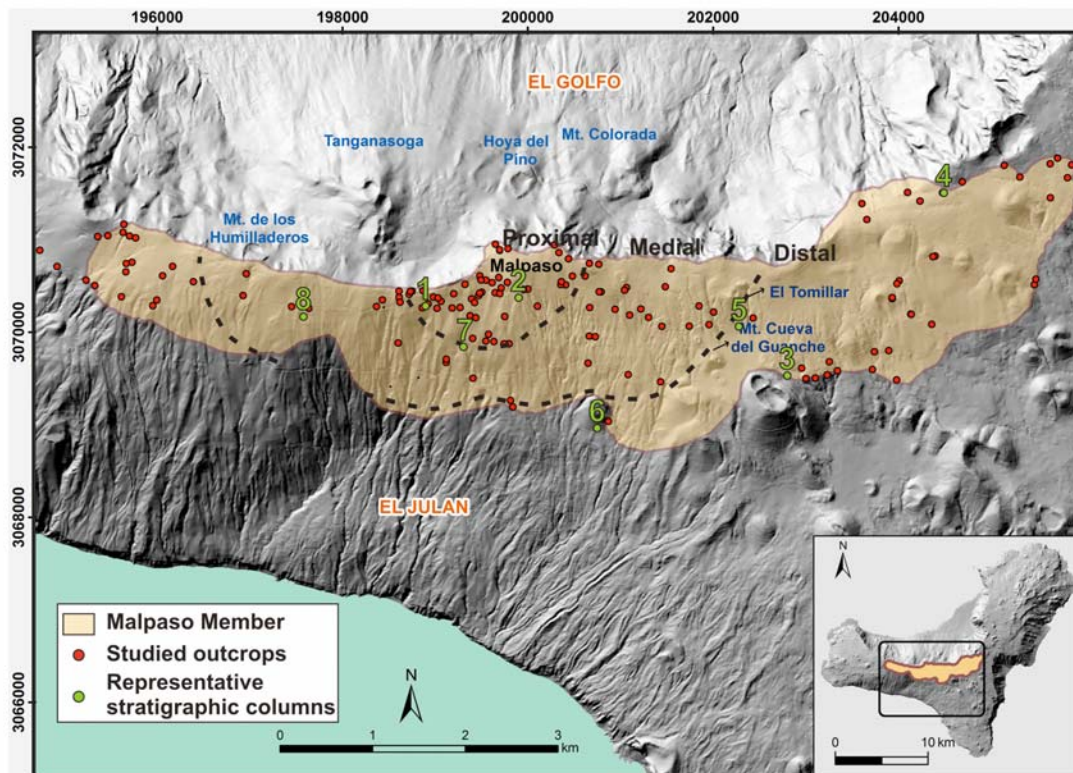 196000
198000
200000
202000
204000
3072000
3070000
3068000
3066000
EL GOLFO
Tanganasoga
Hoya del
Pino
Mt. Colorada
Mt. de los
Humilladeros
Proximal
Medial
Distal
Malpaso
4
1
2
8
7
5
El Tomillar
Mt. Cueva
del Guanche
3
6
EL JULAN
Malpaso Member
Studied outcrops
Representative
stratigraphic columns
N
0
1
2
3
km
N
0
10 km